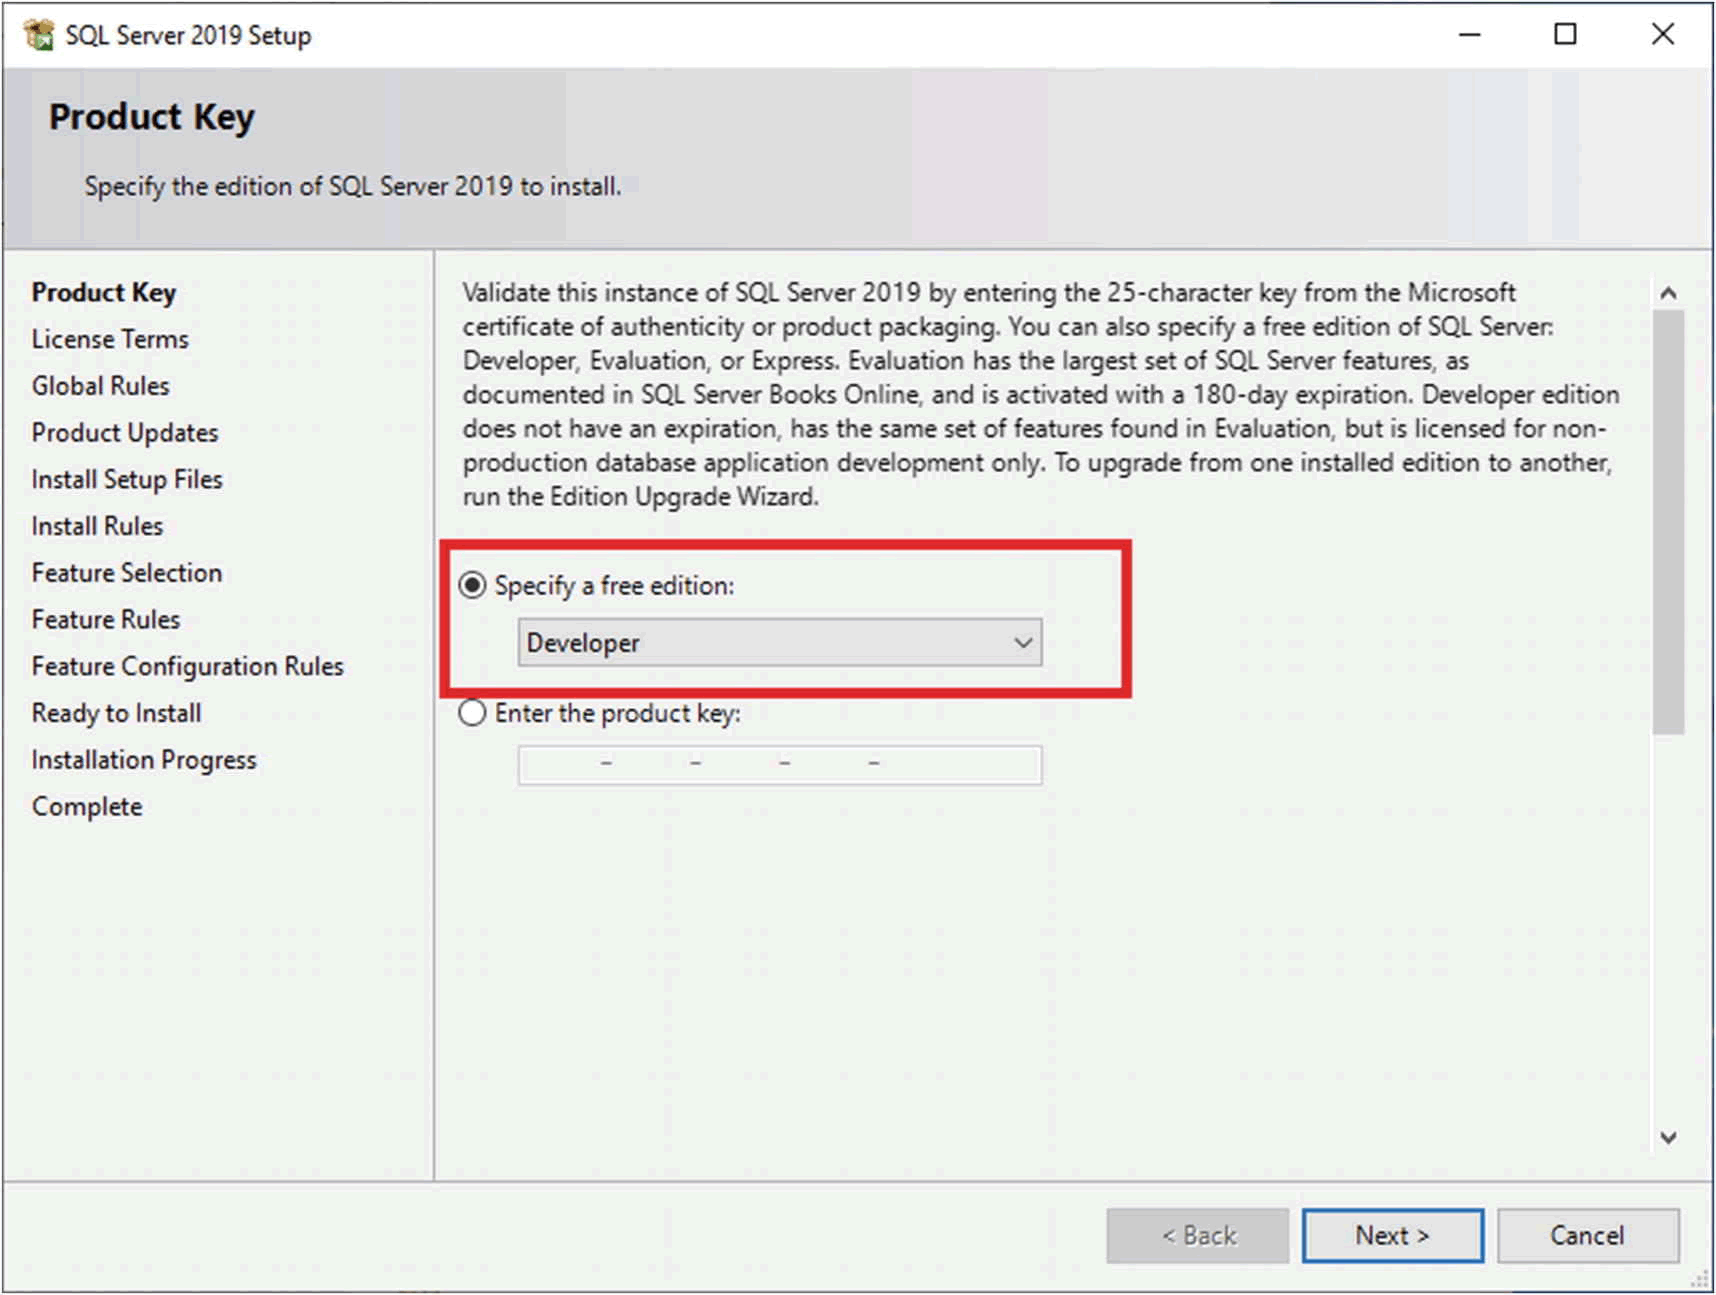 SQL Server 2019 Setup
Product Key
Specify the edition of SQL Server 2019 to install.
Product Key
License Terms
Global Rules
Product Updates
Install Setup Files
Install Rules
Feature Selection
Feature Rules
Feature Configuration Rules
Ready to Install
Installation Progress
Complete
Validate this instance of SQL Server 2019 by entering the 25-character key from the Microsoft
certificate of authenticity or product packaging. You can also specify a free edition of SQL Server:
Developer, Evaluation, or Express. Evaluation has the largest set of SQL Server features, as
documented in SQL Server Books Online, and is activated with a 180-day expiration. Developer edition
does not have an expiration, has the same set of features found in Evaluation, but is licensed for non-
production database application development only. To upgrade from one installed edition to another,
run the Edition Upgrade Wizard.
Specify a free edition:
Developer
Enter the product key:
- - - -
< Back
Next >
Cancel